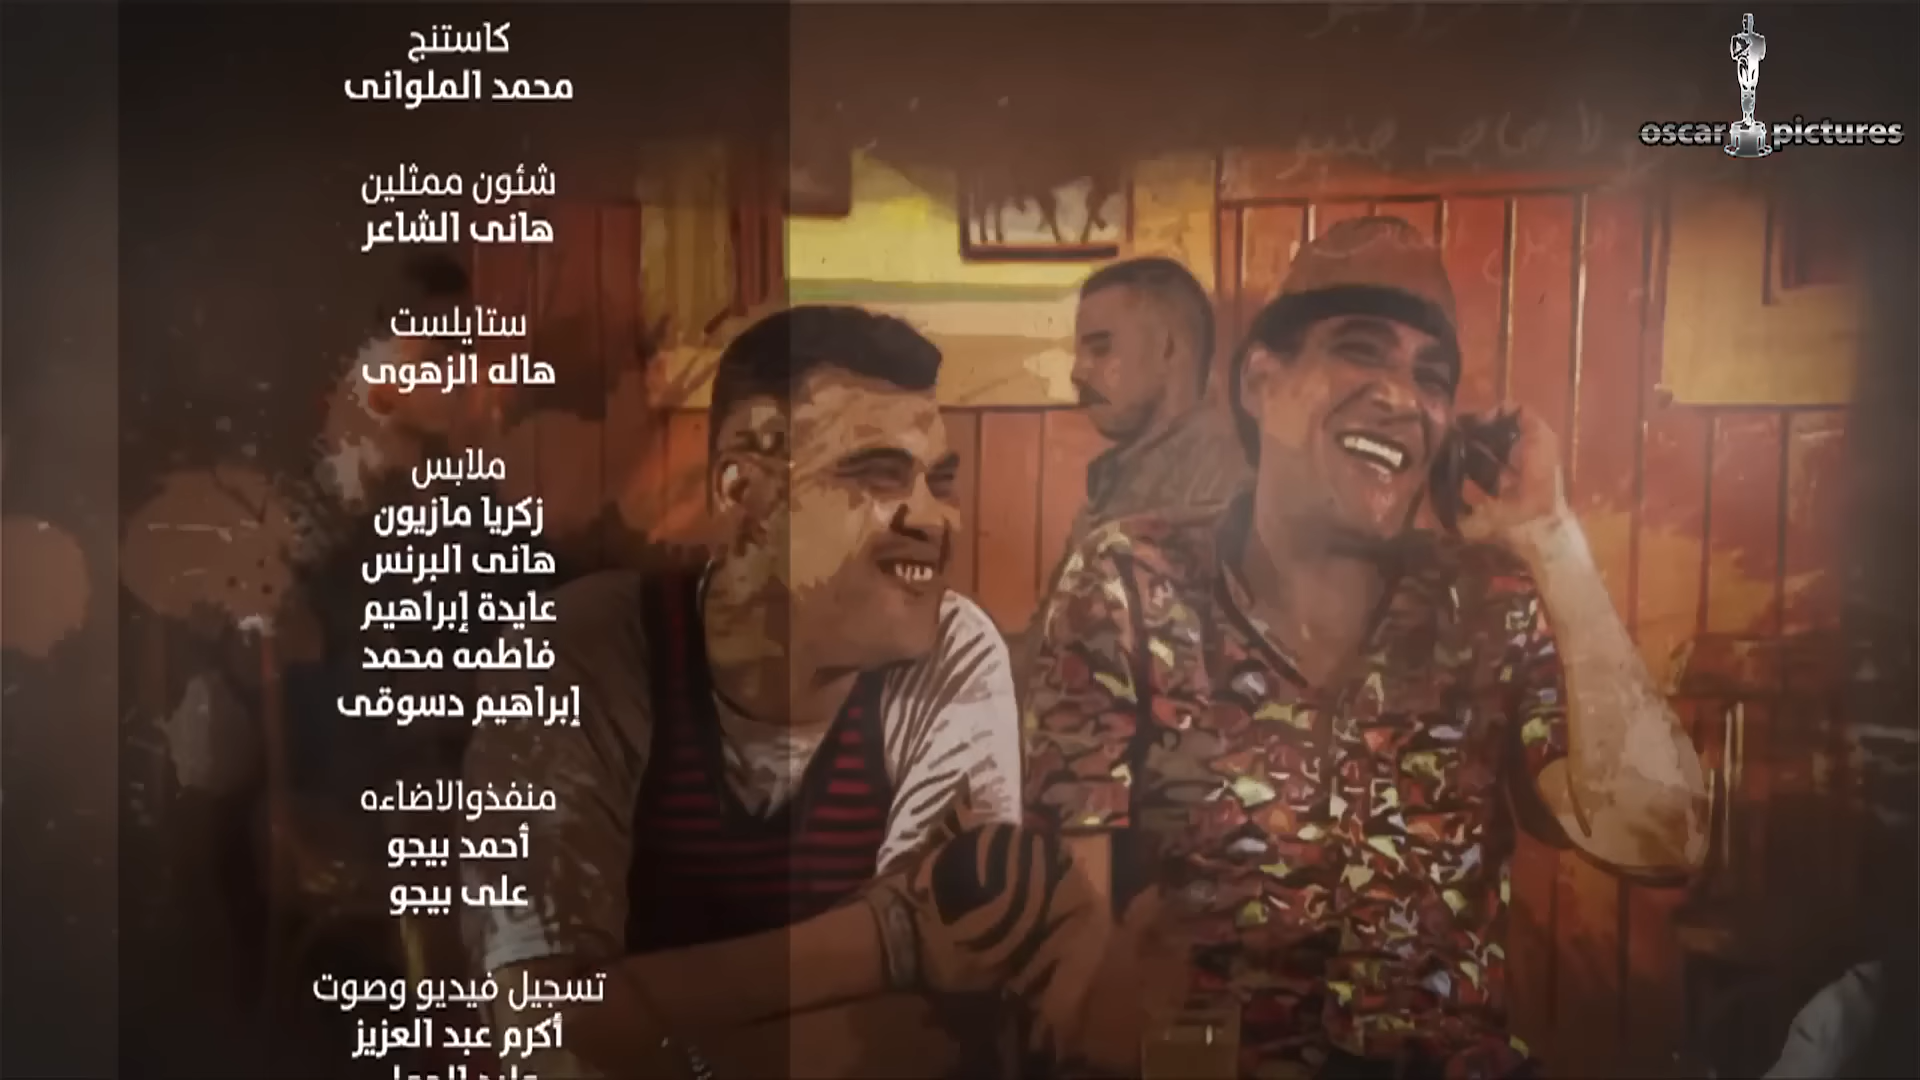 oscar pictures
كاستنج
محمد الملوانى
شئون ممثلين
هانى الشاعر
ستايلست
هاله الزهوى
ملابس
زكريا مازيون
هانى البرنس
عايدة إبراهيم
فاطمه محمد
إبراهيم دسوقى
منفذوالاضاءه
أحمد بيجو
على بيجو
تسجيل فيديو وصوت
أكرم عبد العزيز